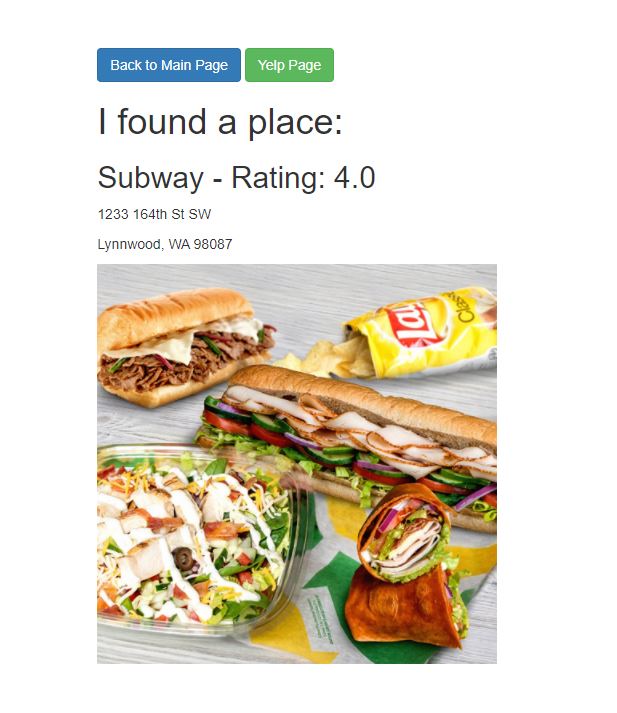 Back to Main Page Yelp Page
I found a place:
Subway - Rating: 4.0
1233 164th St SW
Lynnwood, WA 98087
Lay's
Classic